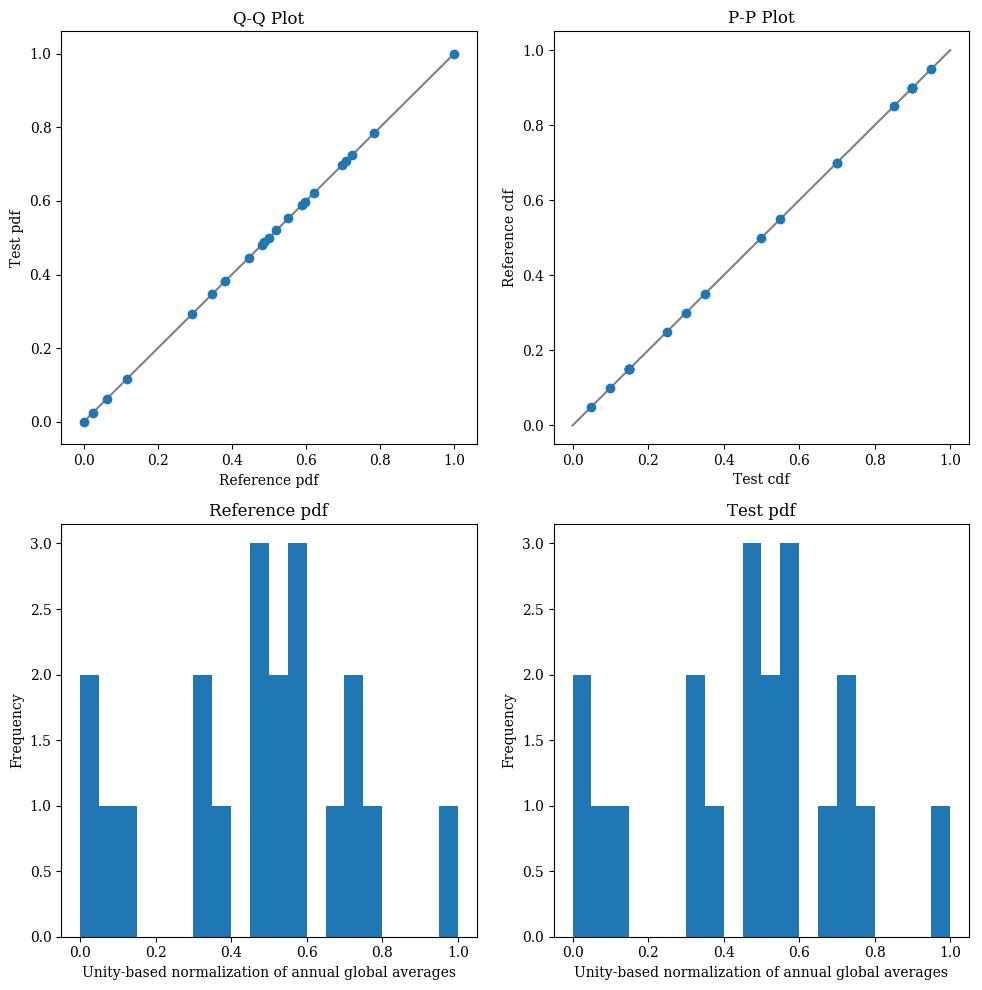 Q-Q Plot
1.0
0.8
0.6
0.4
0.2
0.0
Test pdf
0.0 0.2 0.4 0.6 0.8 1.0
Reference pdf
P-P Plot
1.0
0.8
0.6
0.4
0.2
0.0
Reference cdf
0.0 0.2 0.4 0.6 0.8 1.0
Test cdf
Reference pdf
3.0
2.5
2.0
1.5
1.0
0.5
0.0
Frequency
0.0 0.2 0.4 0.6 0.8 1.0
Unity-based normalization of annual global averages
Test pdf
3.0
2.5
2.0
1.5
1.0
0.5
0.0
Frequency
0.0 0.2 0.4 0.6 0.8 1.0
Unity-based normalization of annual global averages